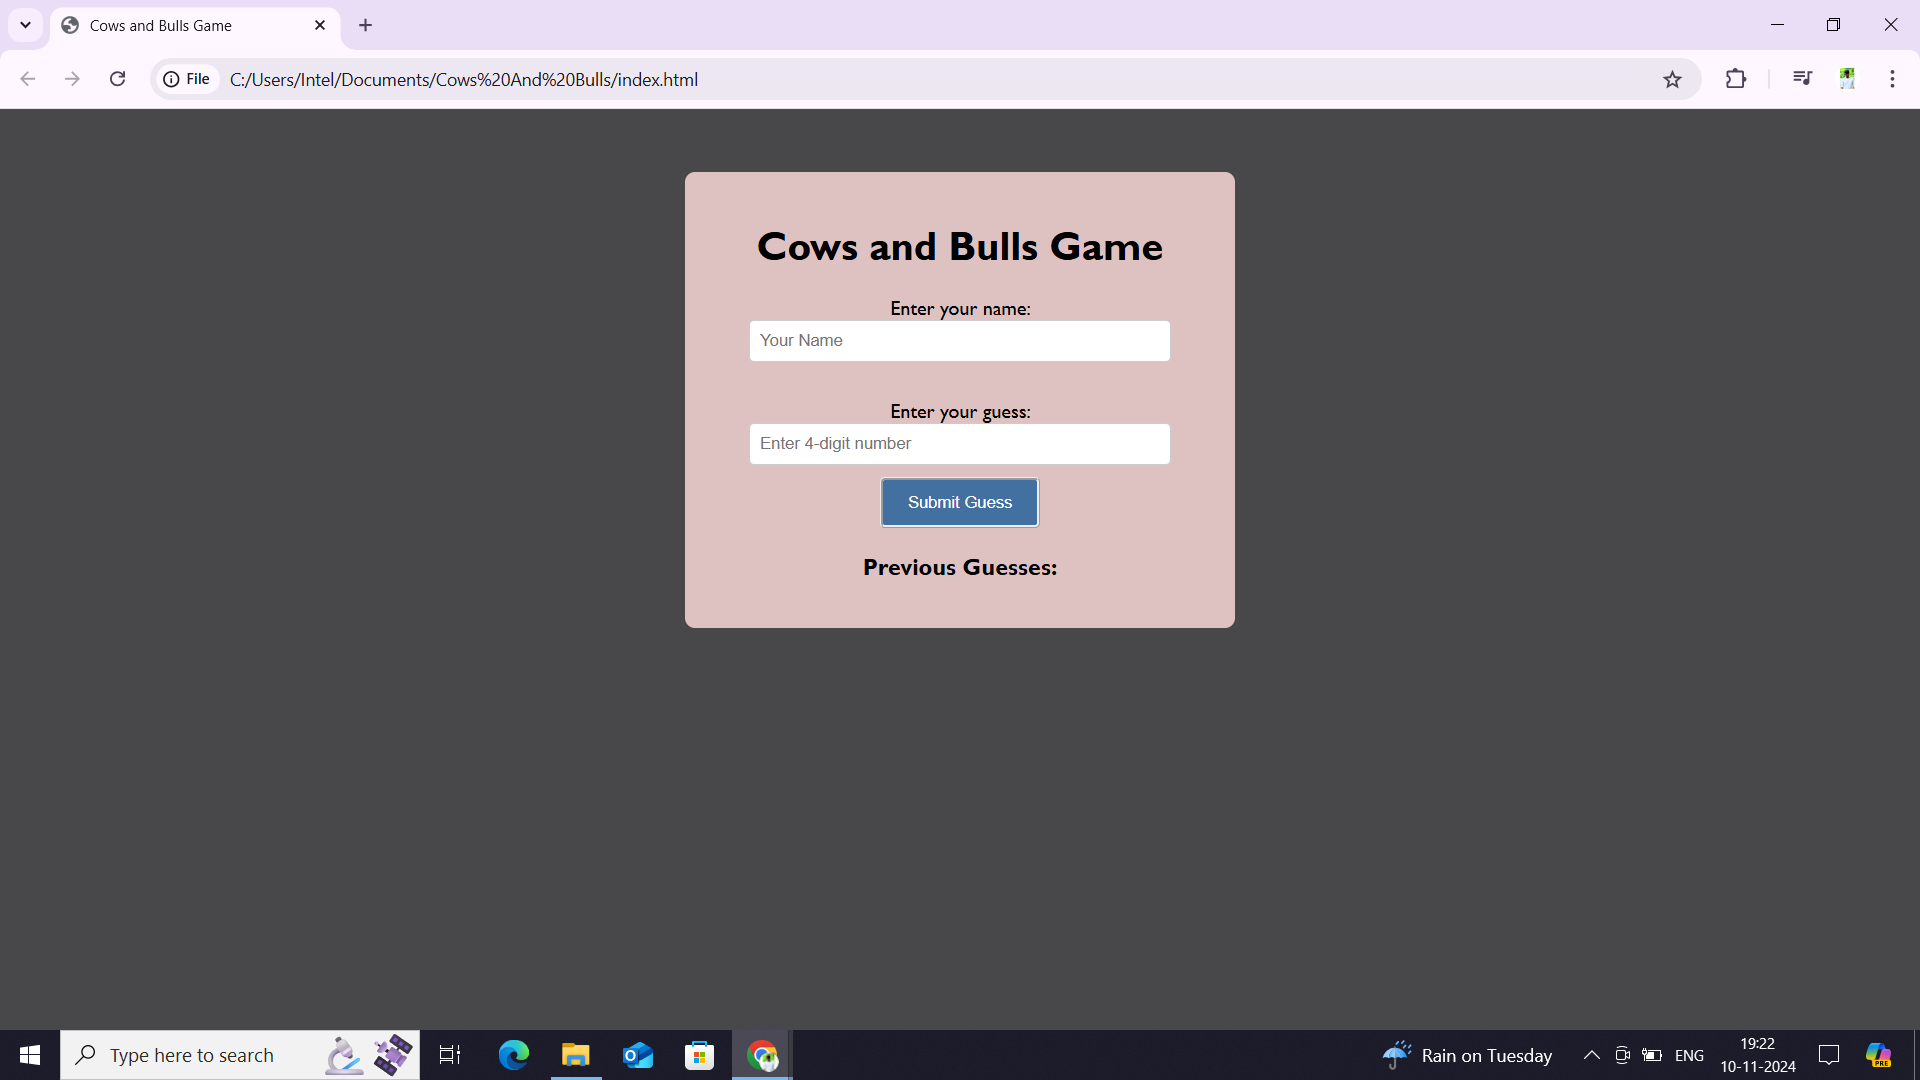 Cows and Bulls Game
File
C:/Users/Intel/Documents/Cows%20And%20Bulls/index.html
Cows and Bulls Game
Enter your name:
Your Name
Enter your guess:
Enter 4-digit number
Submit Guess
Previous Guesses:
Type here to search
Rain on Tuesday
ENG
19:22
10-11-2024
PRE